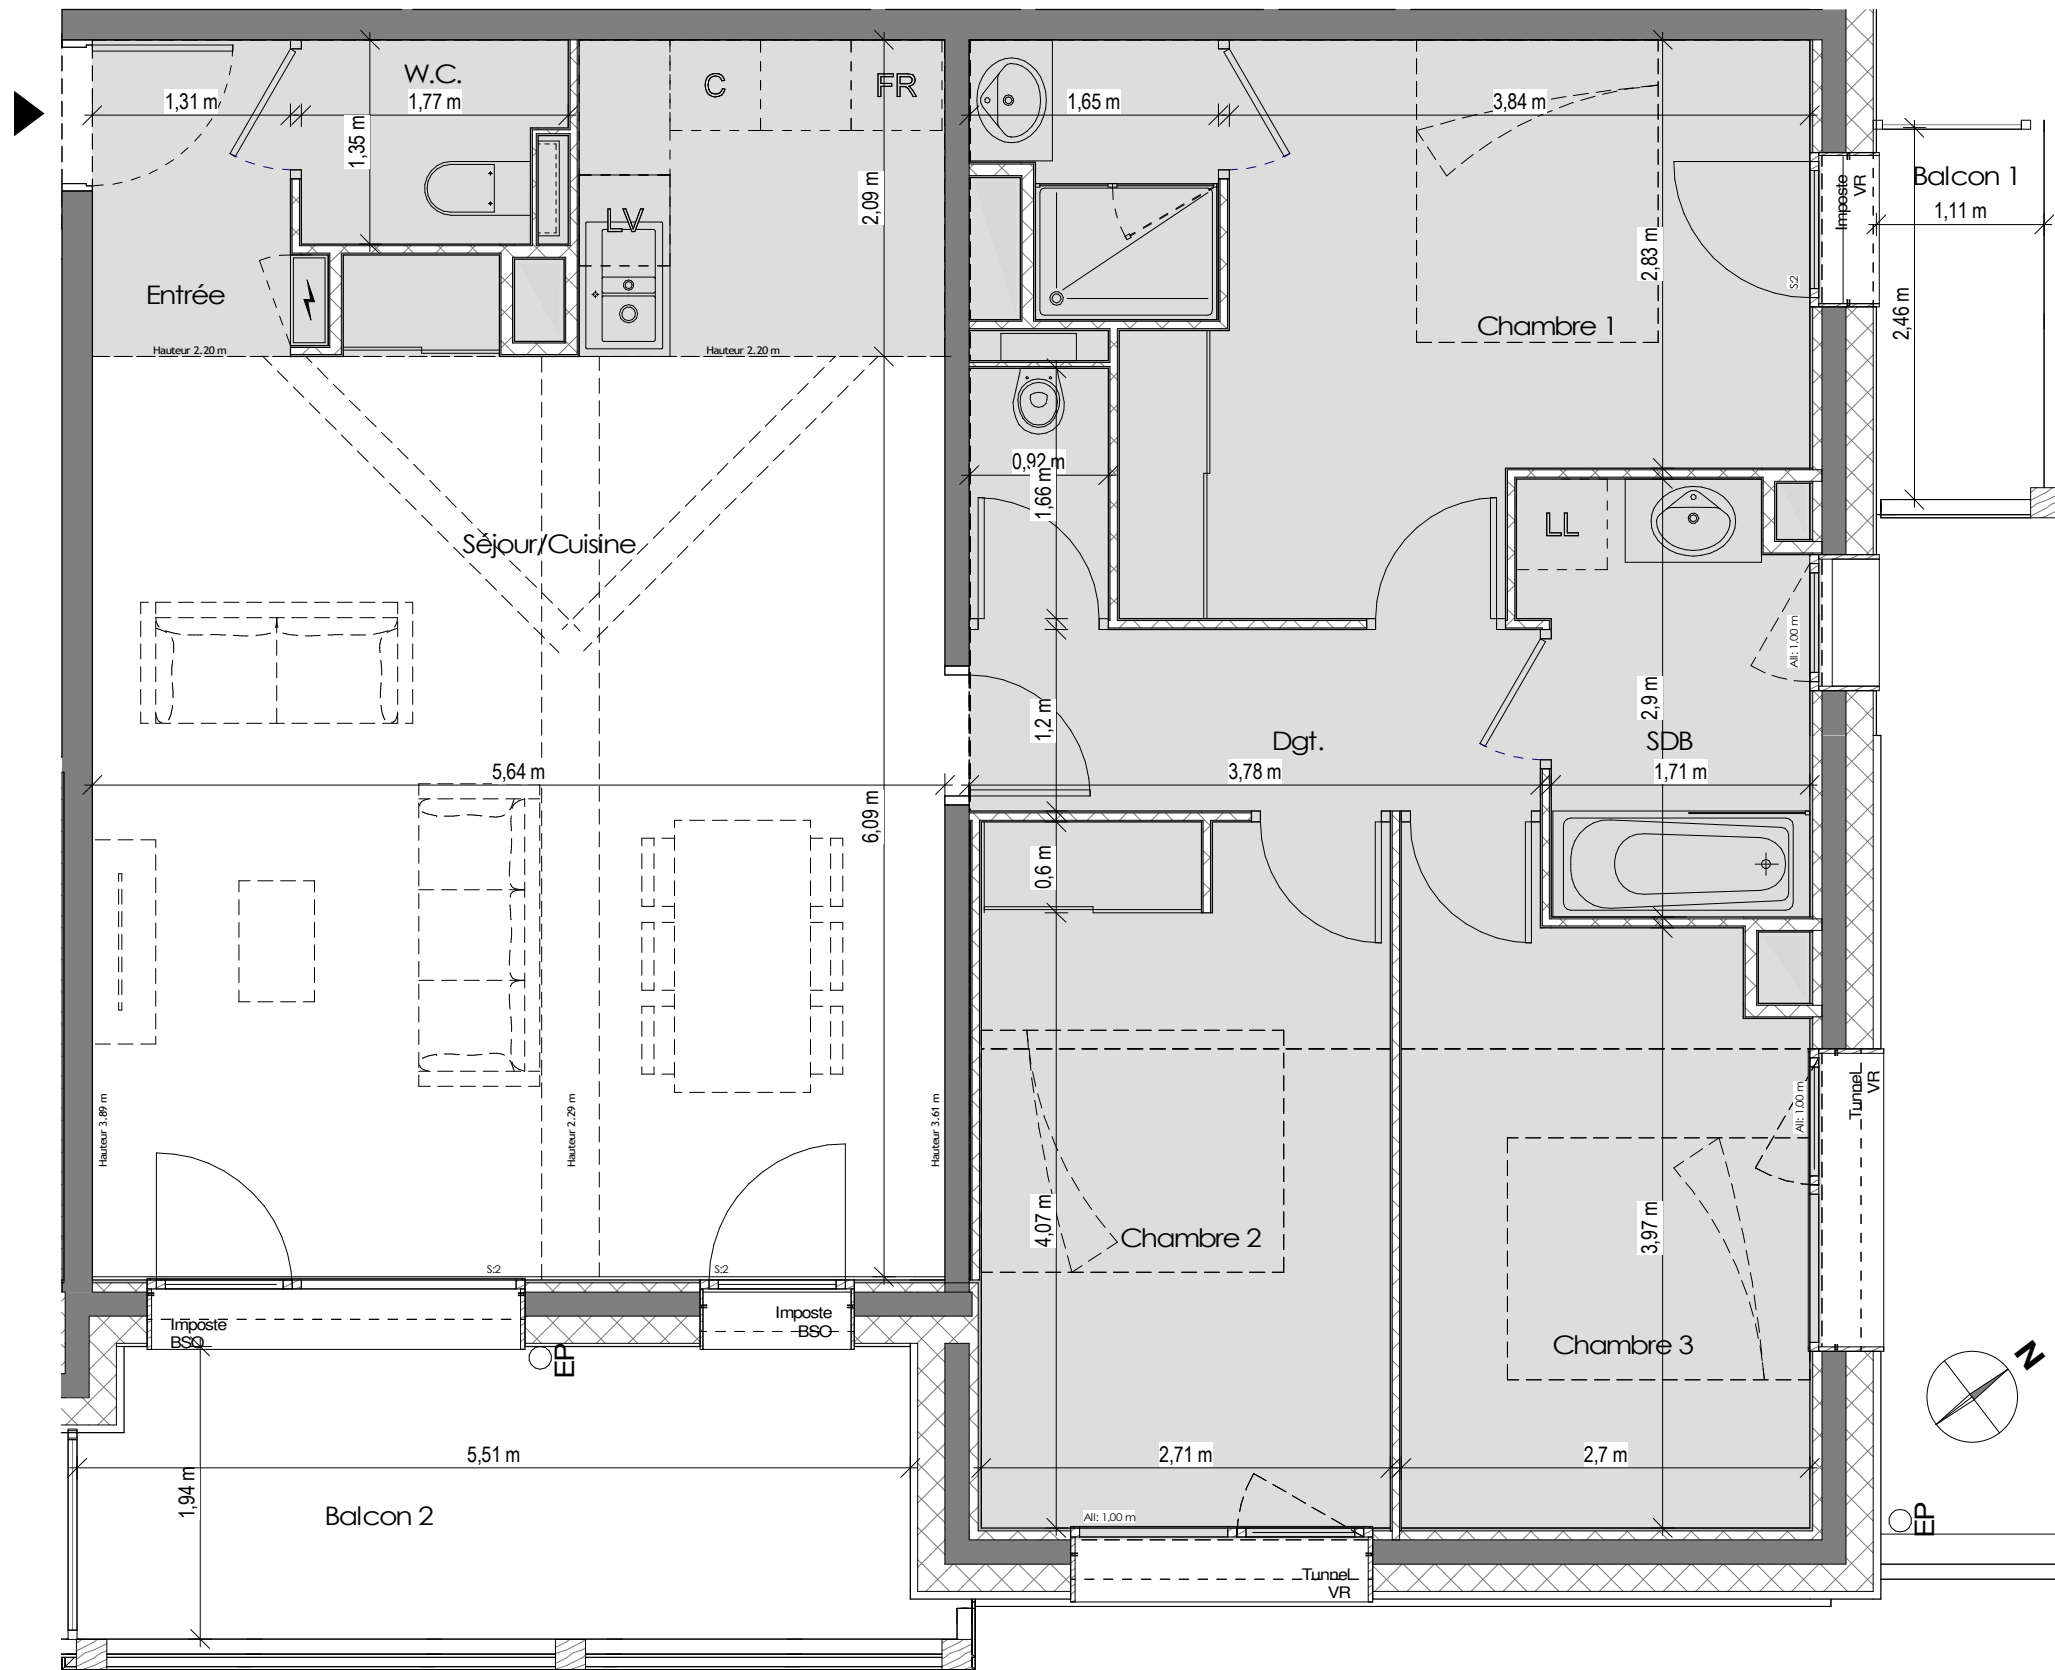 W.C.
1,31 m
1,77 m
1,35 m
C
FR
2,09 m
LV
Entrée
Hauteur 2.20 m
Hauteur 2.20 m
1,65 m
3,84 m
2,83 m
Chambre 1
Imposte
VR
S:2
Balcon 1
1,11 m
2,46 m
0,92 m
1,66 m
Séjour/Cuisine
LL
All: 1,00 m
2,9 m
1,2 m
Dgt.
SDB
5,64 m
3,78 m
1,71 m
6,09 m
0,6 m
Hauteur 3.89 m
Hauteur 2.29 m
Hauteur 3.61 m
4,07 m
Chambre 2
3,97 m
Chambre 3
All: 1,00 m
Tunnel
VR
S:2
S:2
Imposte
BSO
Imposte
BSO
EP
N
5,51 m
1,94 m
Balcon 2
2,71 m
2,7 m
All: 1,00 m
Tunnel
VR
EP